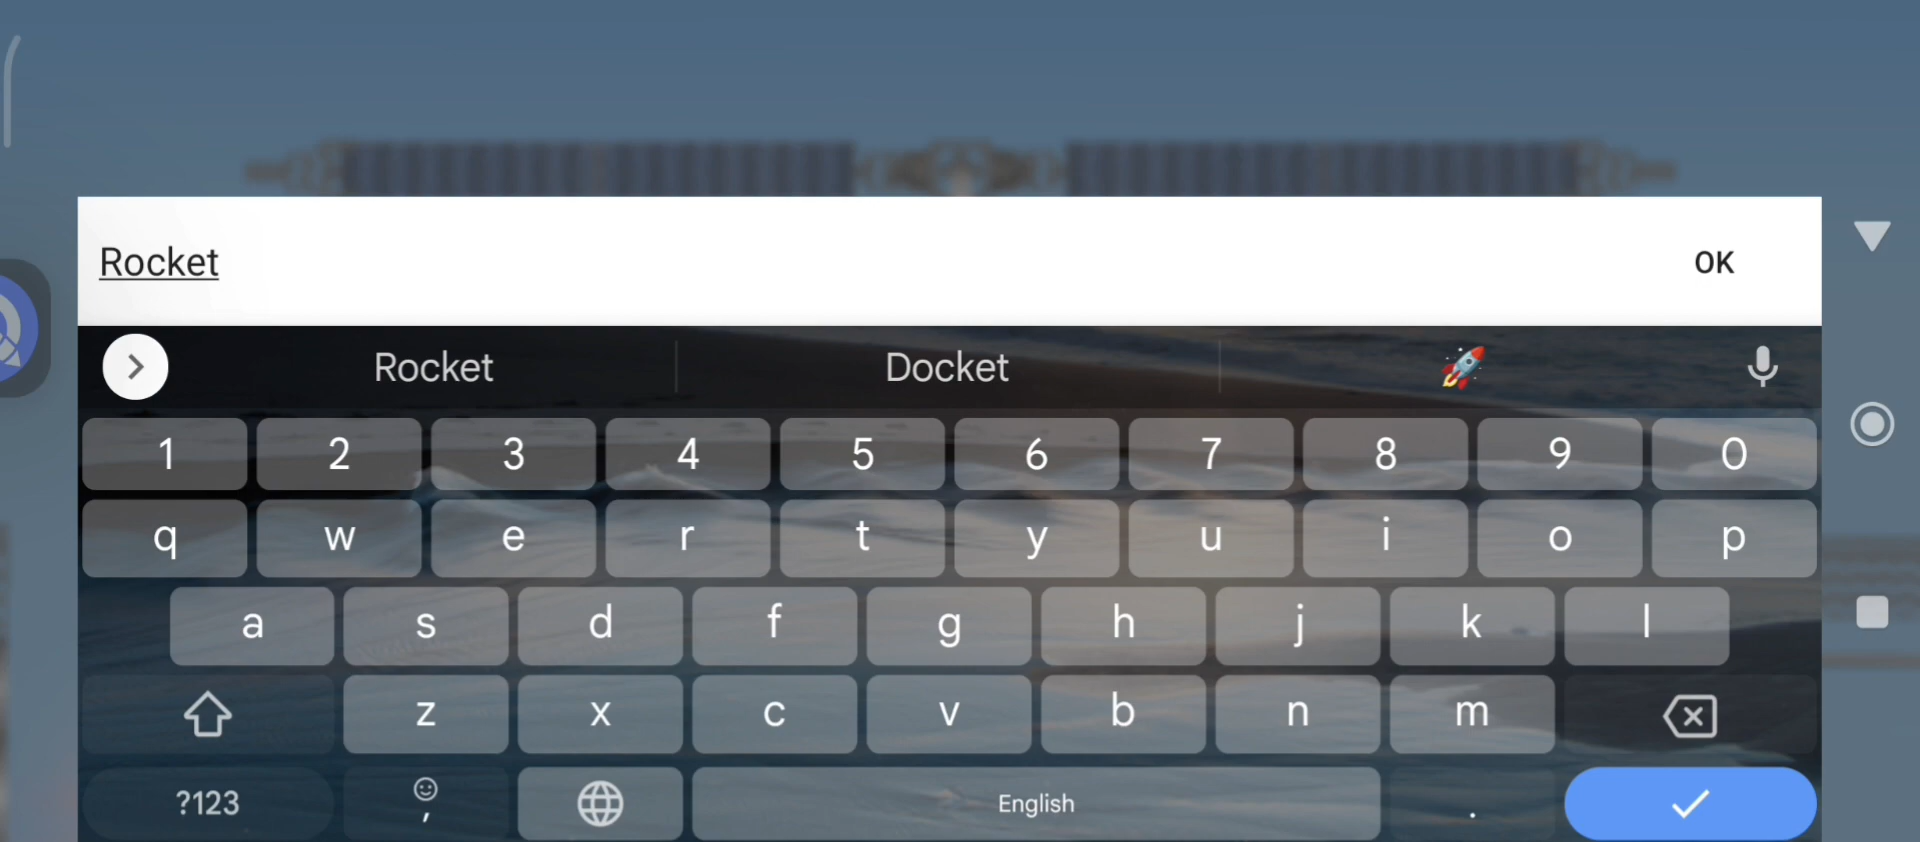 Rocket OK
Rocket Docket 🚀
1 2 3 4 5 6 7 8 9 0
q w e r t y u i o p
a s d f g h j k l
z x c v b n m
?123 , English .